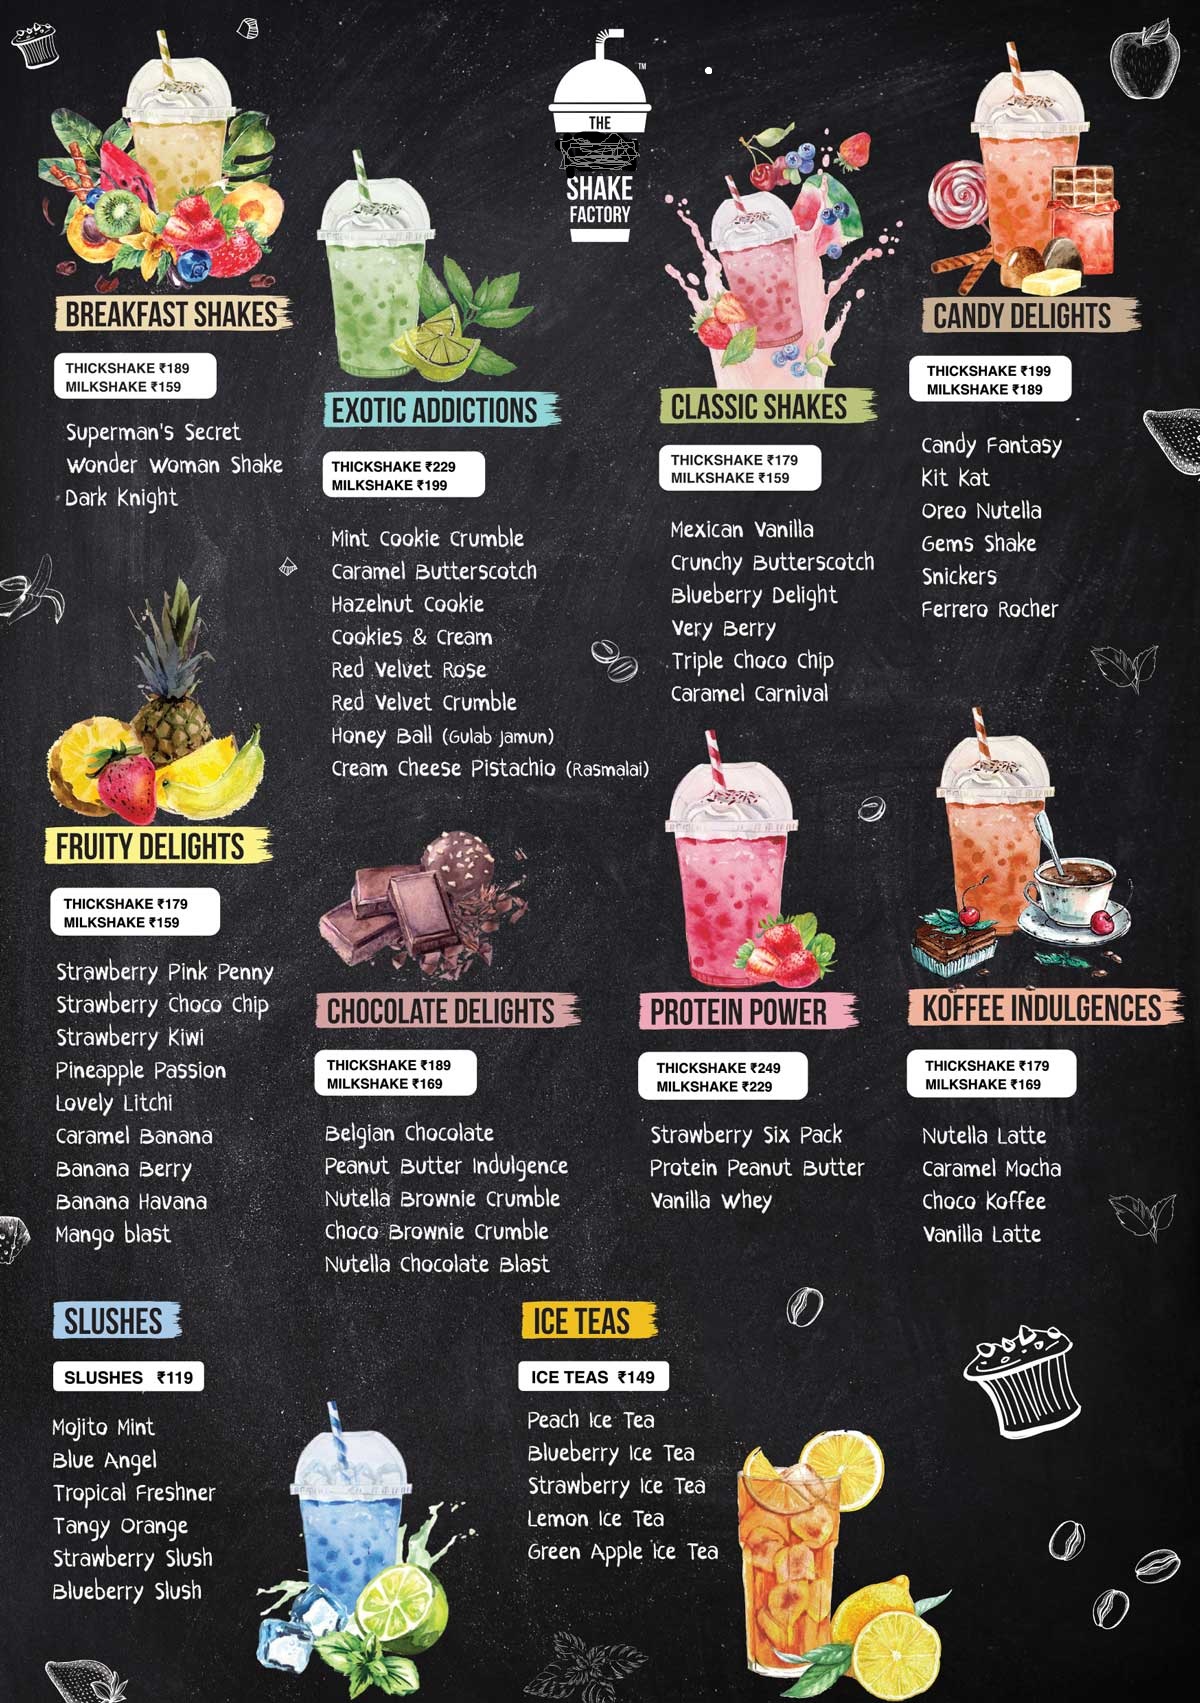 THE
SHAKE
FACTORY
TM
BREAKFAST SHAKES
THICKSHAKE ₹189
MILKSHAKE ₹159
Superman's Secret
Wonder Woman Shake
Dark Knight
EXOTIC ADDICTIONS
THICKSHAKE ₹229
MILKSHAKE ₹199
Mint Cookie Crumble
Caramel Butterscotch
Hazelnut Cookie
Cookies & Cream
Red Velvet Rose
Red Velvet Crumble
Honey Ball (Gulab Jamun)
Cream Cheese Pistachio (Rasmalai)
CLASSIC SHAKES
THICKSHAKE ₹179
MILKSHAKE ₹159
Mexican Vanilla
Crunchy Butterscotch
Blueberry Delight
Very Berry
Triple Choco Chip
Caramel Carnival
CANDY DELIGHTS
THICKSHAKE ₹199
MILKSHAKE ₹189
Candy Fantasy
Kit Kat
Oreo Nutella
Gems Shake
Snickers
Ferrero Rocher
FRUITY DELIGHTS
THICKSHAKE ₹179
MILKSHAKE ₹159
Strawberry Pink Penny
Strawberry Choco Chip
Strawberry Kiwi
Pineapple Passion
Lovely Litchi
Caramel Banana
Banana Berry
Banana Havana
Mango blast
CHOCOLATE DELIGHTS
THICKSHAKE ₹189
MILKSHAKE ₹169
Belgian Chocolate
Peanut Butter Indulgence
Nutella Brownie Crumble
Choco Brownie Crumble
Nutella Chocolate Blast
PROTEIN POWER
THICKSHAKE ₹249
MILKSHAKE ₹229
Strawberry Six Pack
Protein Peanut Butter
Vanilla Whey
KOFFEE INDULGENCES
THICKSHAKE ₹179
MILKSHAKE ₹169
Nutella Latte
Caramel Mocha
Choco Koffee
Vanilla Latte
SLUSHES
SLUSHES ₹119
Mojito Mint
Blue Angel
Tropical Freshner
Tangy Orange
Strawberry Slush
Blueberry Slush
ICE TEAS
ICE TEAS ₹149
Peach Ice Tea
Blueberry Ice Tea
Strawberry Ice Tea
Lemon Ice Tea
Green Apple Ice Tea